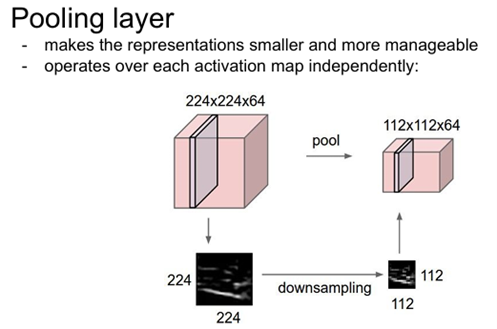 Pooling layer
- makes the representations smaller and more manageable
- operates over each activation map independently:
224x224x64
pool
112x112x64
224
224
downsampling
112
112